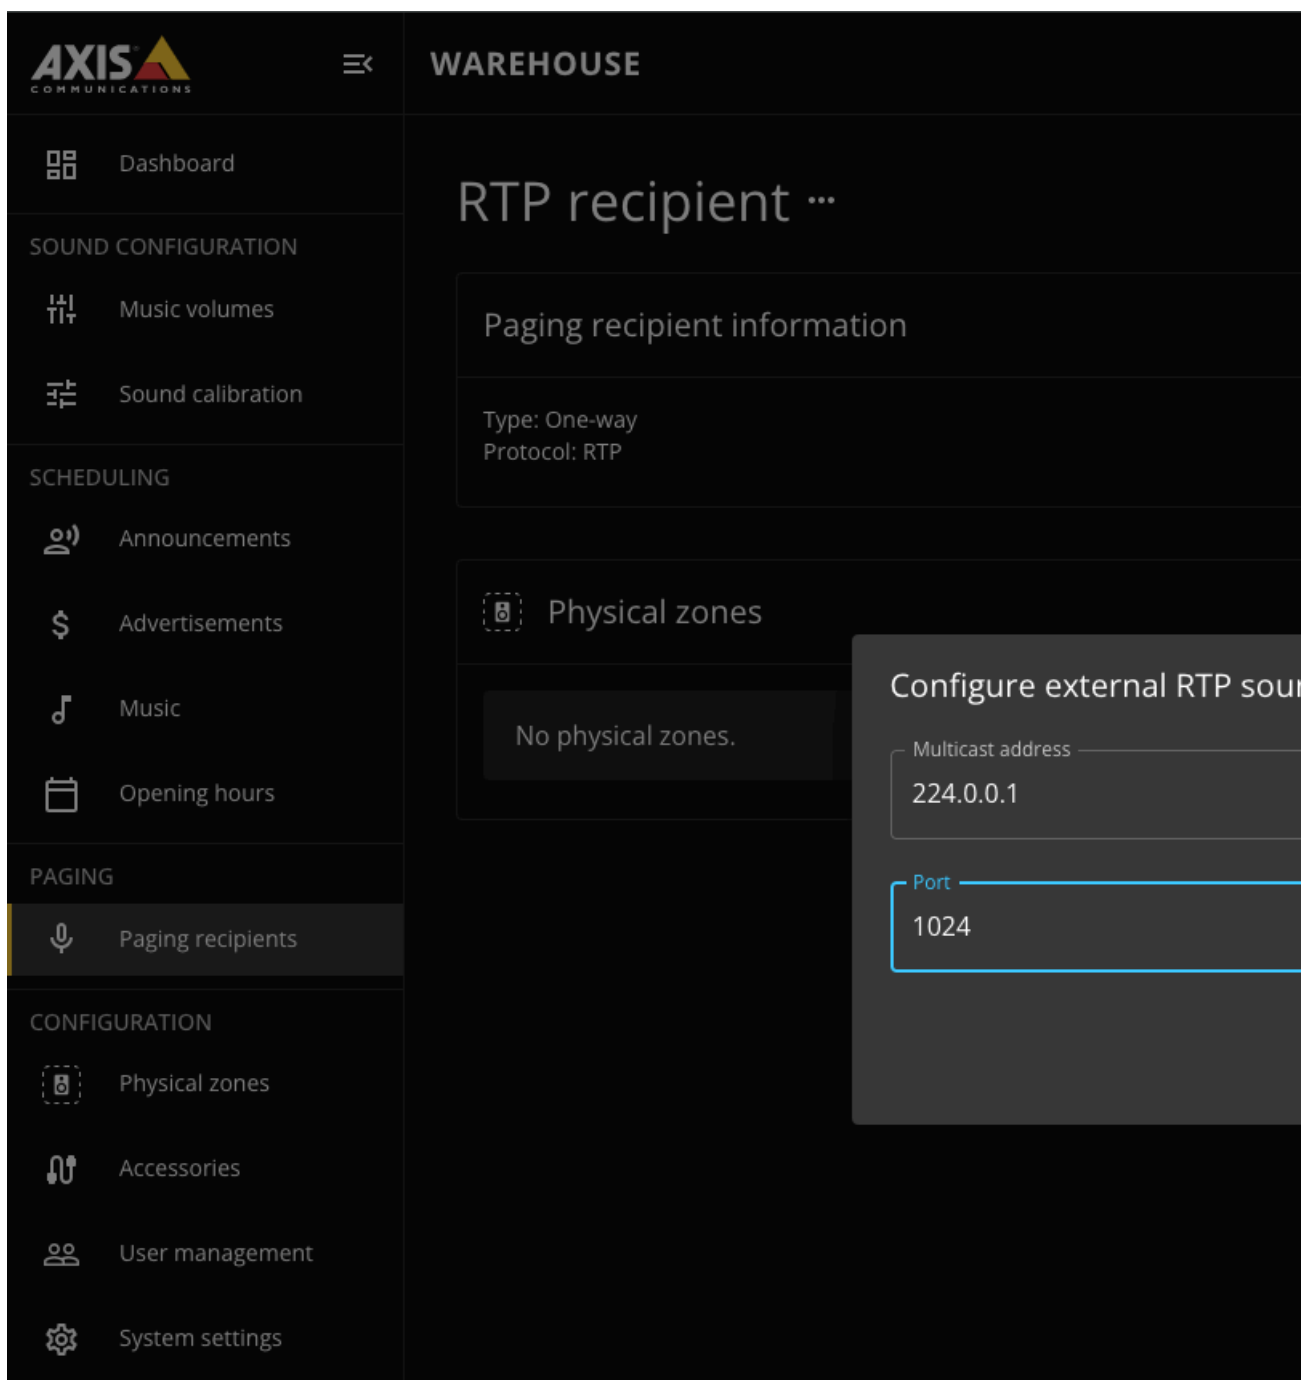 AXIS
COMMUNICATIONS
WAREHOUSE
Dashboard
SOUND CONFIGURATION
Music volumes
Sound calibration
SCHEDULING
Announcements
Advertisements
Music
Opening hours
PAGING
Paging recipients
CONFIGURATION
Physical zones
Accessories
User management
System settings
RTP recipient ···
Paging recipient information
Type: One-way
Protocol: RTP
Physical zones
No physical zones.
Configure external RTP sour
Multicast address
224.0.0.1
Port
1024